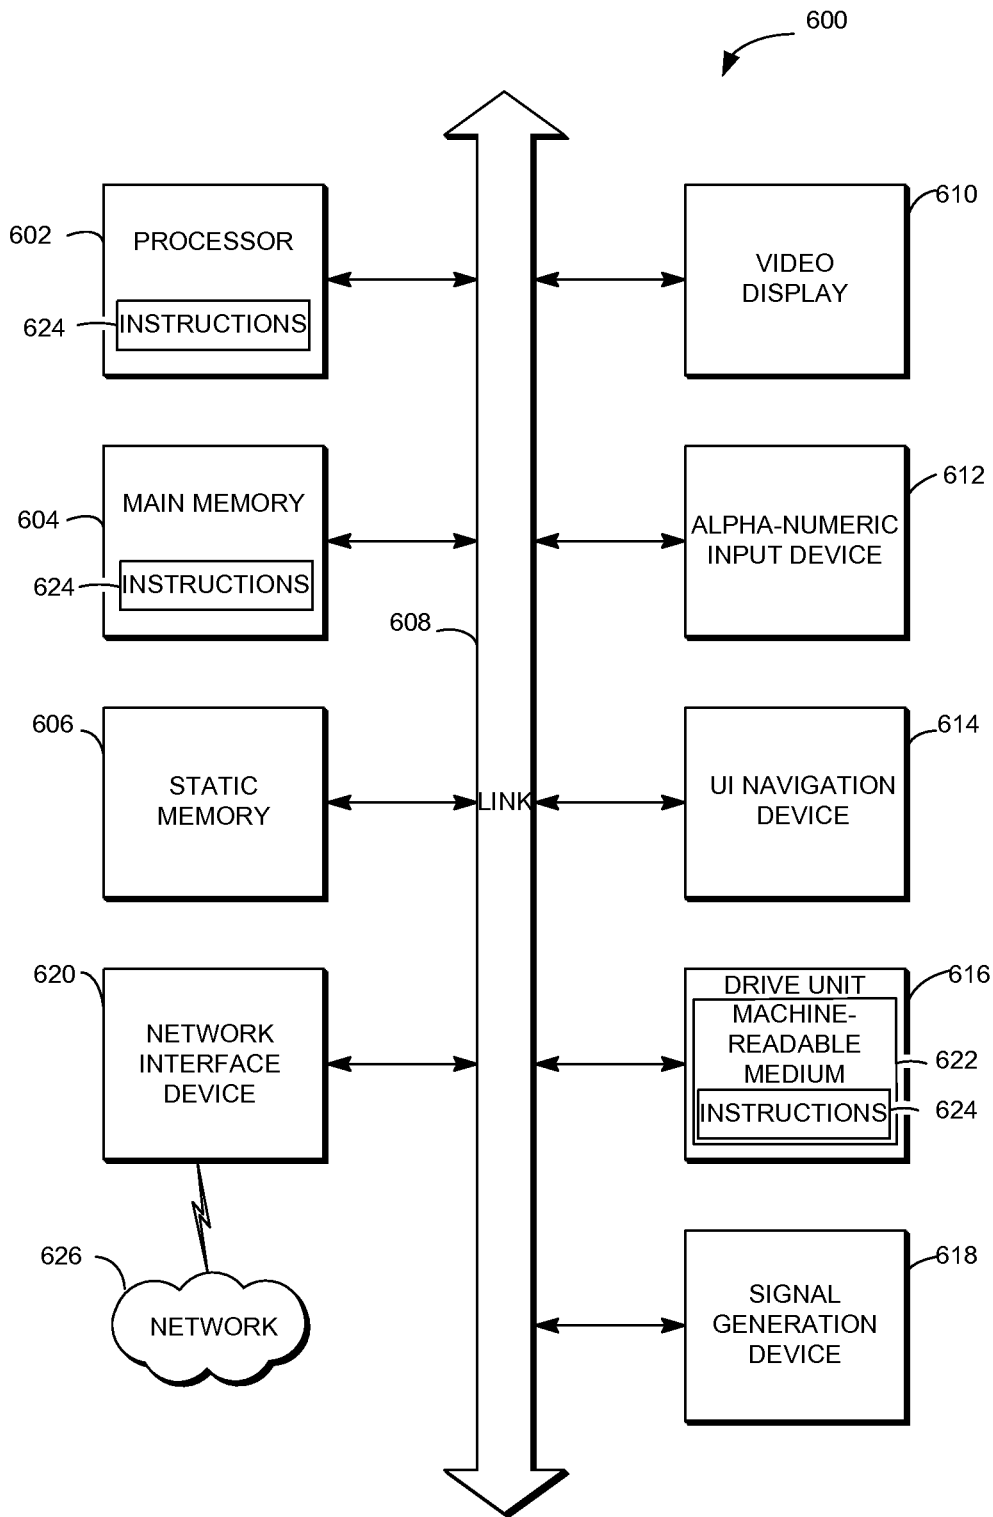 600
602
PROCESSOR
624
INSTRUCTIONS
610
VIDEO
DISPLAY
604
MAIN MEMORY
624
INSTRUCTIONS
612
ALPHA-NUMERIC
INPUT DEVICE
608
606
STATIC
MEMORY
LINK
614
UI NAVIGATION
DEVICE
620
NETWORK
INTERFACE
DEVICE
616
DRIVE UNIT
MACHINE-
READABLE
MEDIUM
622
INSTRUCTIONS
624
626
NETWORK
618
SIGNAL
GENERATION
DEVICE